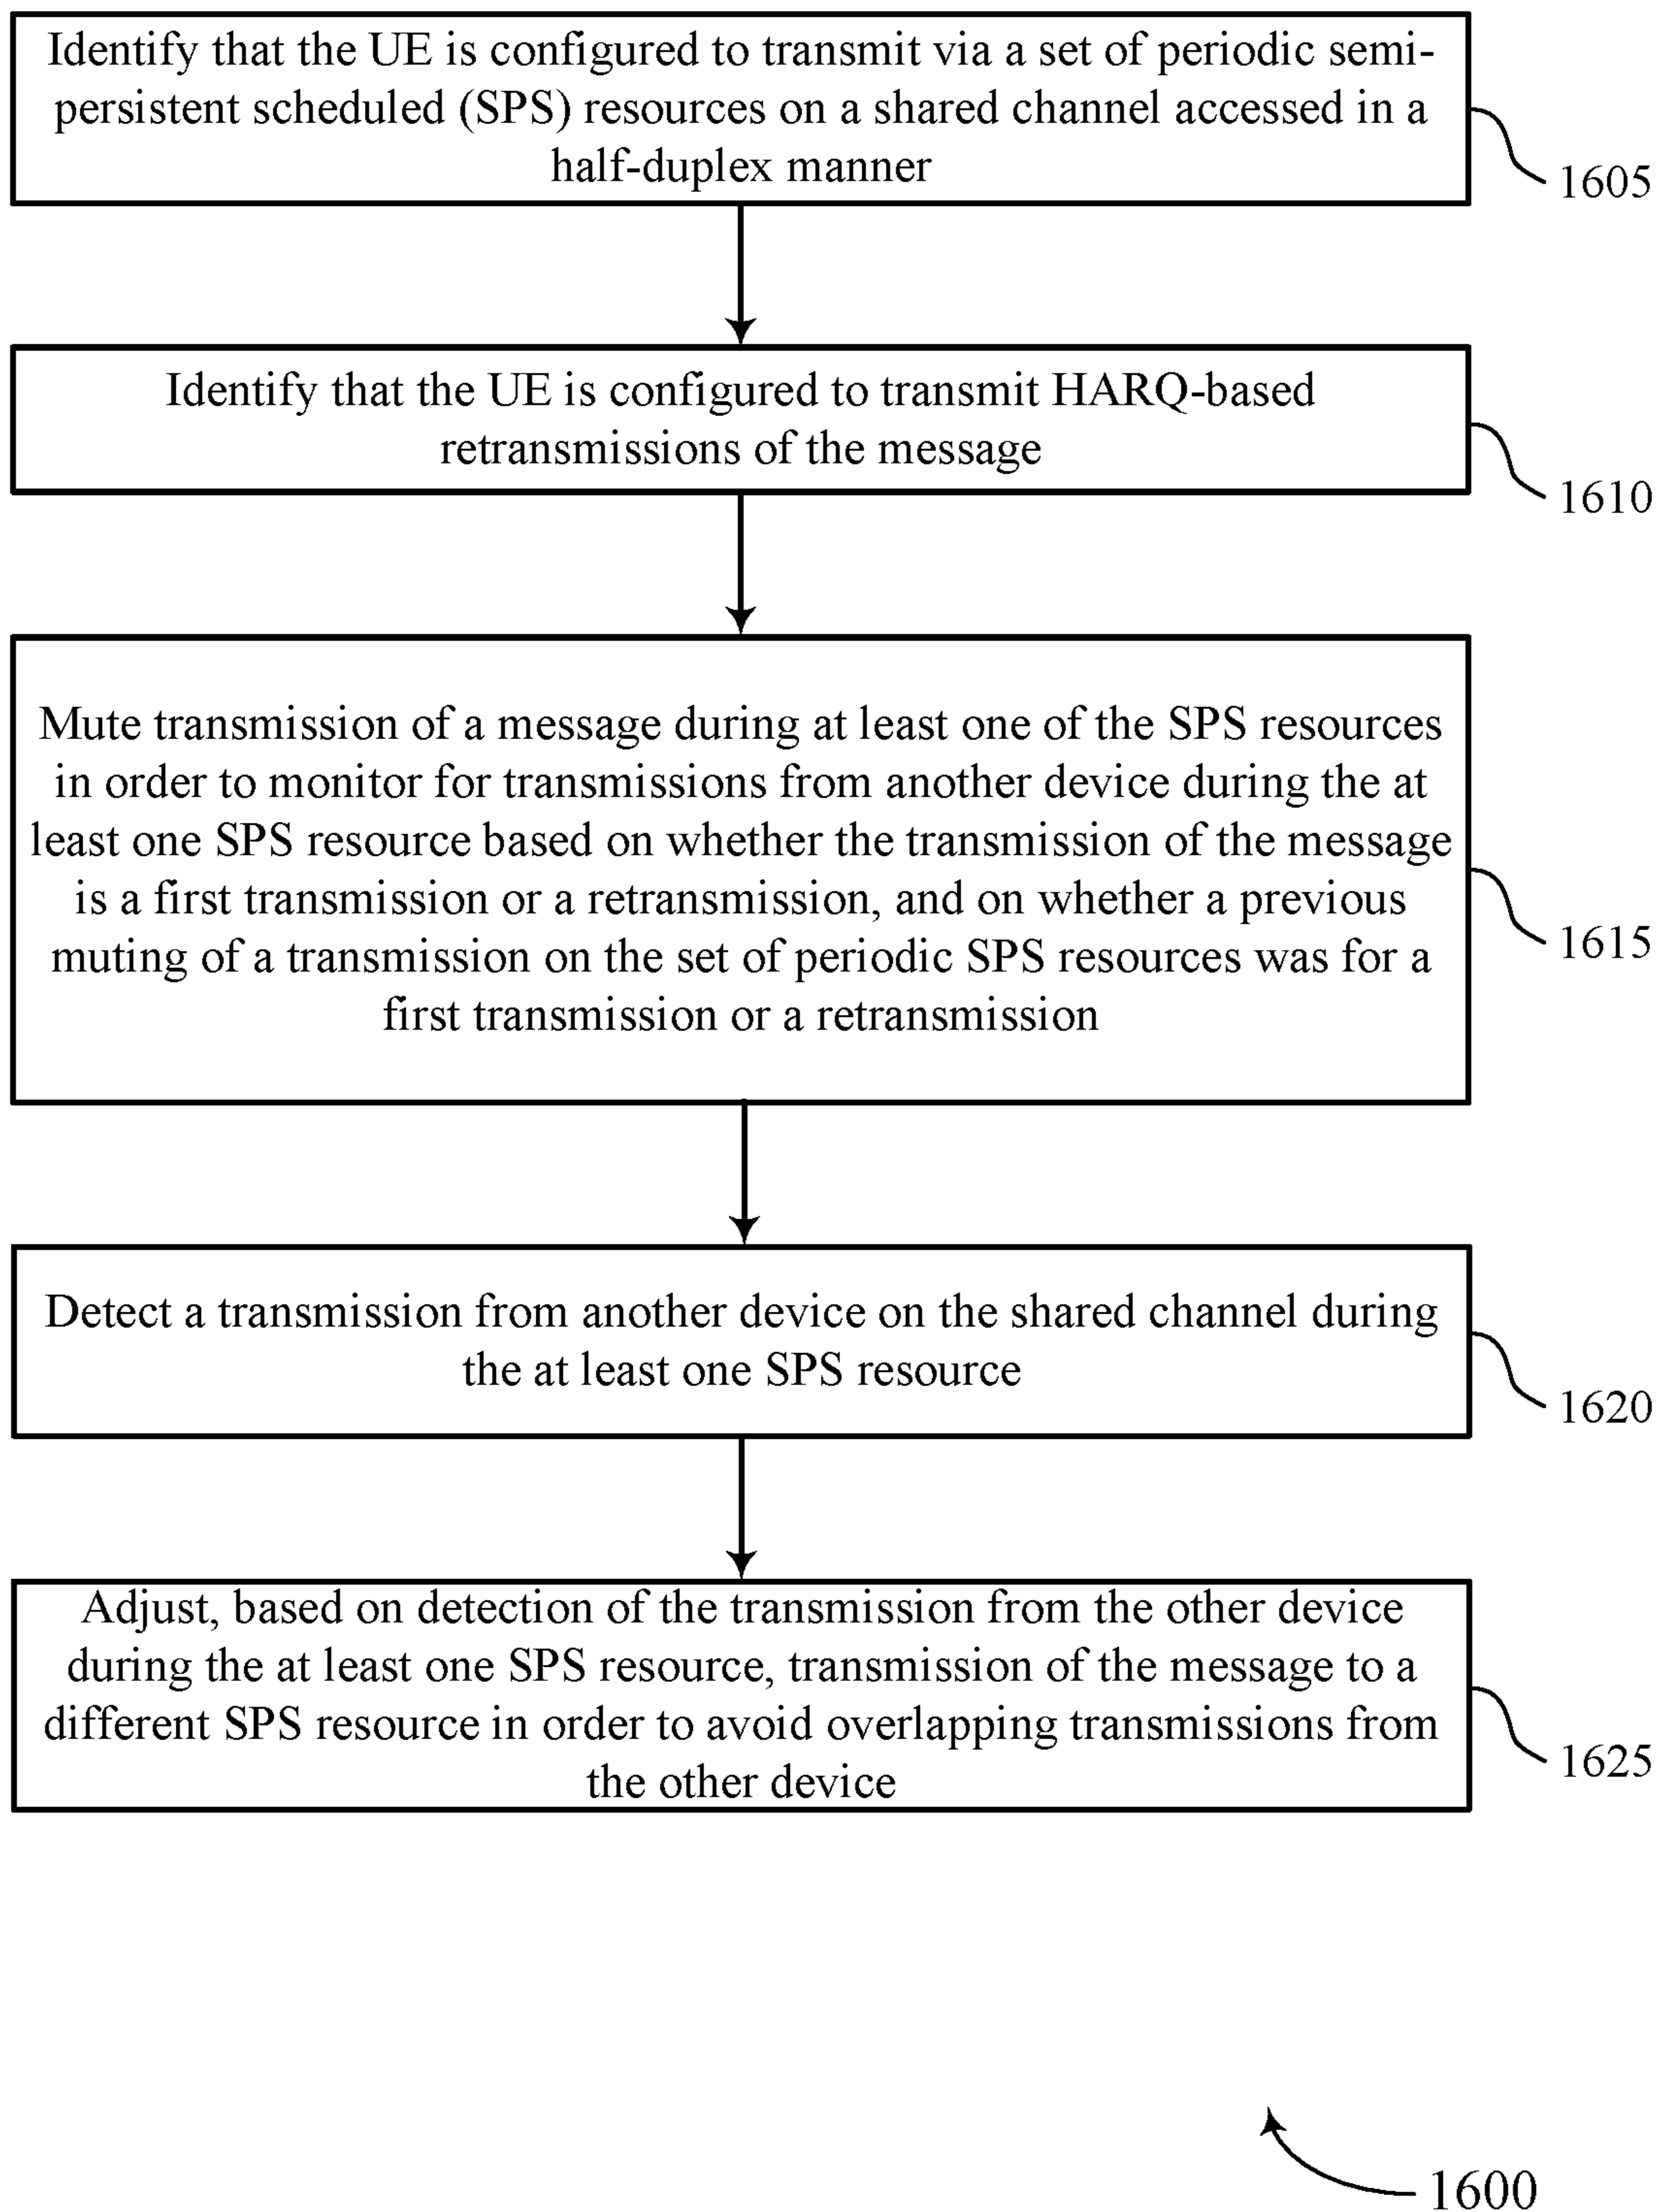 Identify that the UE is configured to transmit via a set of periodic semi-
persistent scheduled (SPS) resources on a shared channel accessed in a
half-duplex manner
1605
Identify that the UE is configured to transmit HARQ-based
retransmissions of the message
1610
Mute transmission of a message during at least one of the SPS resources
in order to monitor for transmissions from another device during the at
least one SPS resource based on whether the transmission of the message
is a first transmission or a retransmission, and on whether a previous
muting of a transmission on the set of periodic SPS resources was for a
first transmission or a retransmission
1615
Detect a transmission from another device on the shared channel during
the at least one SPS resource
1620
Adjust, based on detection of the transmission from the other device
during the at least one SPS resource, transmission of the message to a
different SPS resource in order to avoid overlapping transmissions from
the other device
1625
1600